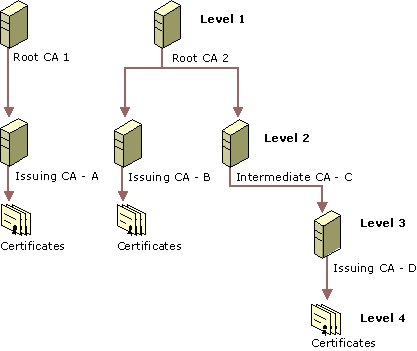 Level 1
Root CA 1
Root CA 2
Level 2
Issuing CA - A
Issuing CA - B
Intermediate CA - C
Level 3
Certificates
Certificates
Issuing CA - D
Level 4
Certificates